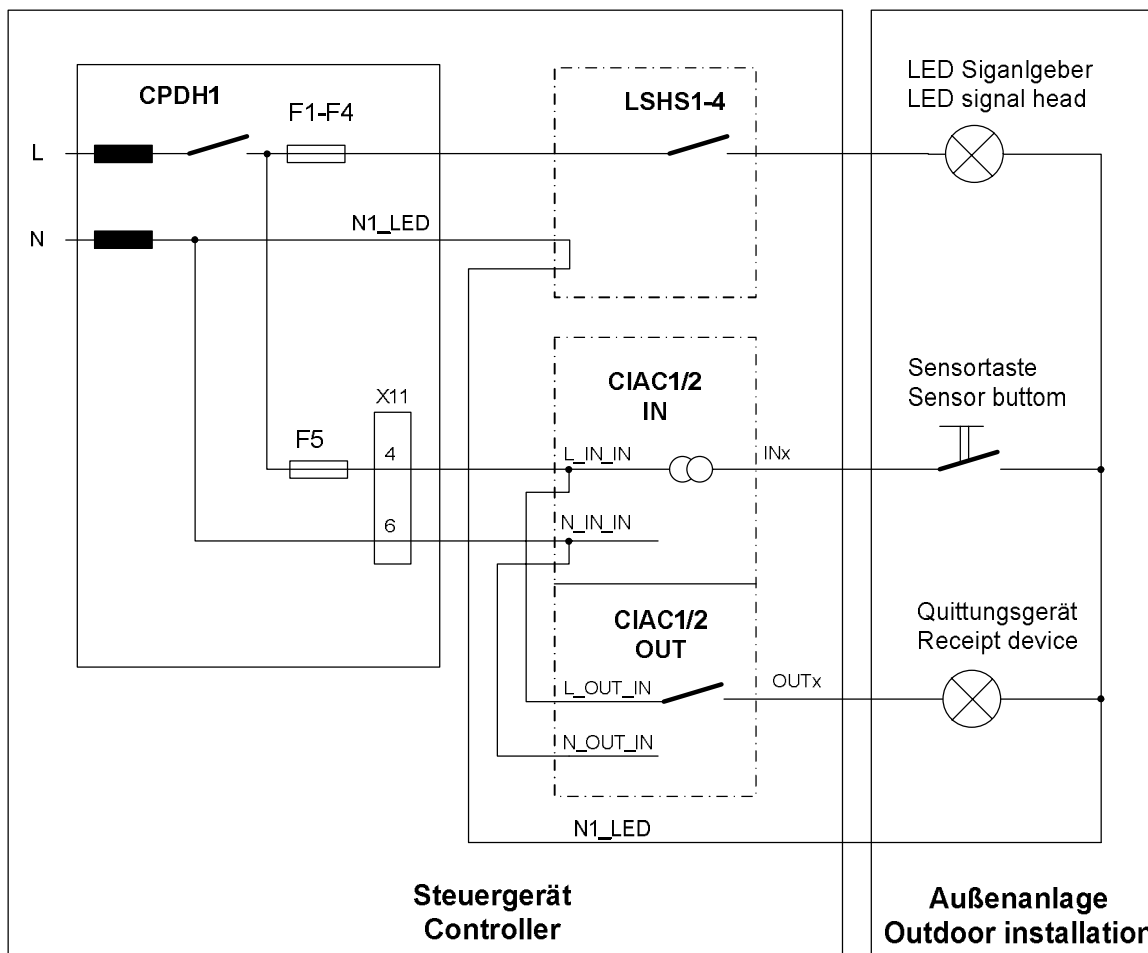 CPDH1
F1-F4
L
N
N1_LED
LSHS1-4
LED Siganlgeber
LED signal head
X11
F5
4
6
CIAC1/2
IN
L_IN_IN
INx
N_IN_IN
Sensortaste
Sensor buttom
CIAC1/2
OUT
L_OUT_IN
OUTx
N_OUT_IN
Quittungsgerät
Receipt device
N1_LED
Steuergerät
Controller
Außenanlage
Outdoor installation